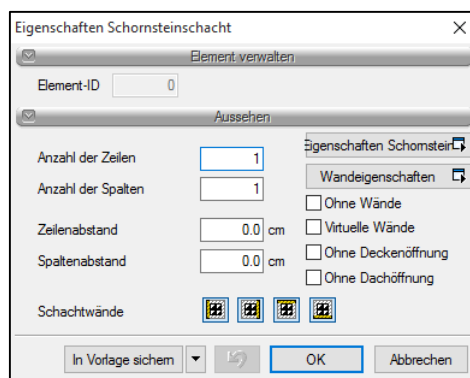 Eigenschaften Schornsteinschacht
Element verwalten
Element-ID 0
Aussehen
Anzahl der Zeilen 1
Eigenschaften Schornstein
Anzahl der Spalten 1
Wandeigenschaften
Ohne Wände
Zeilenabstand 0.0 cm
Virtuelle Wände
Spaltenabstand 0.0 cm
Ohne Deckenöffnung
Ohne Dachöffnung
Schachtwände
In Vorlage sichern
OK
Abbrechen